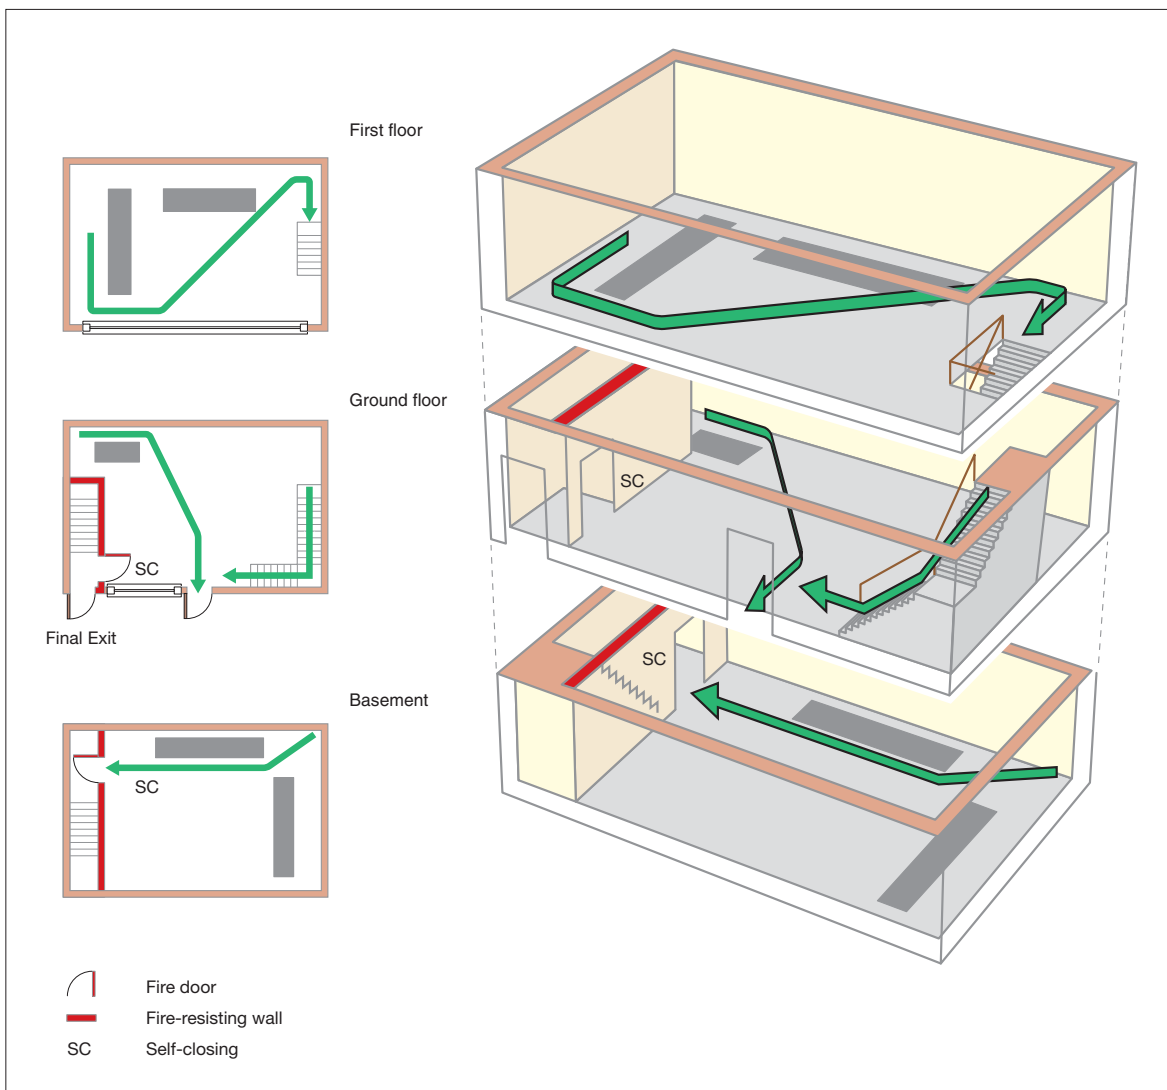 First floor
Ground floor
SC
SC
Final Exit
SC
Basement
SC
Fire door
Fire-resisting wall
SC Self-closing